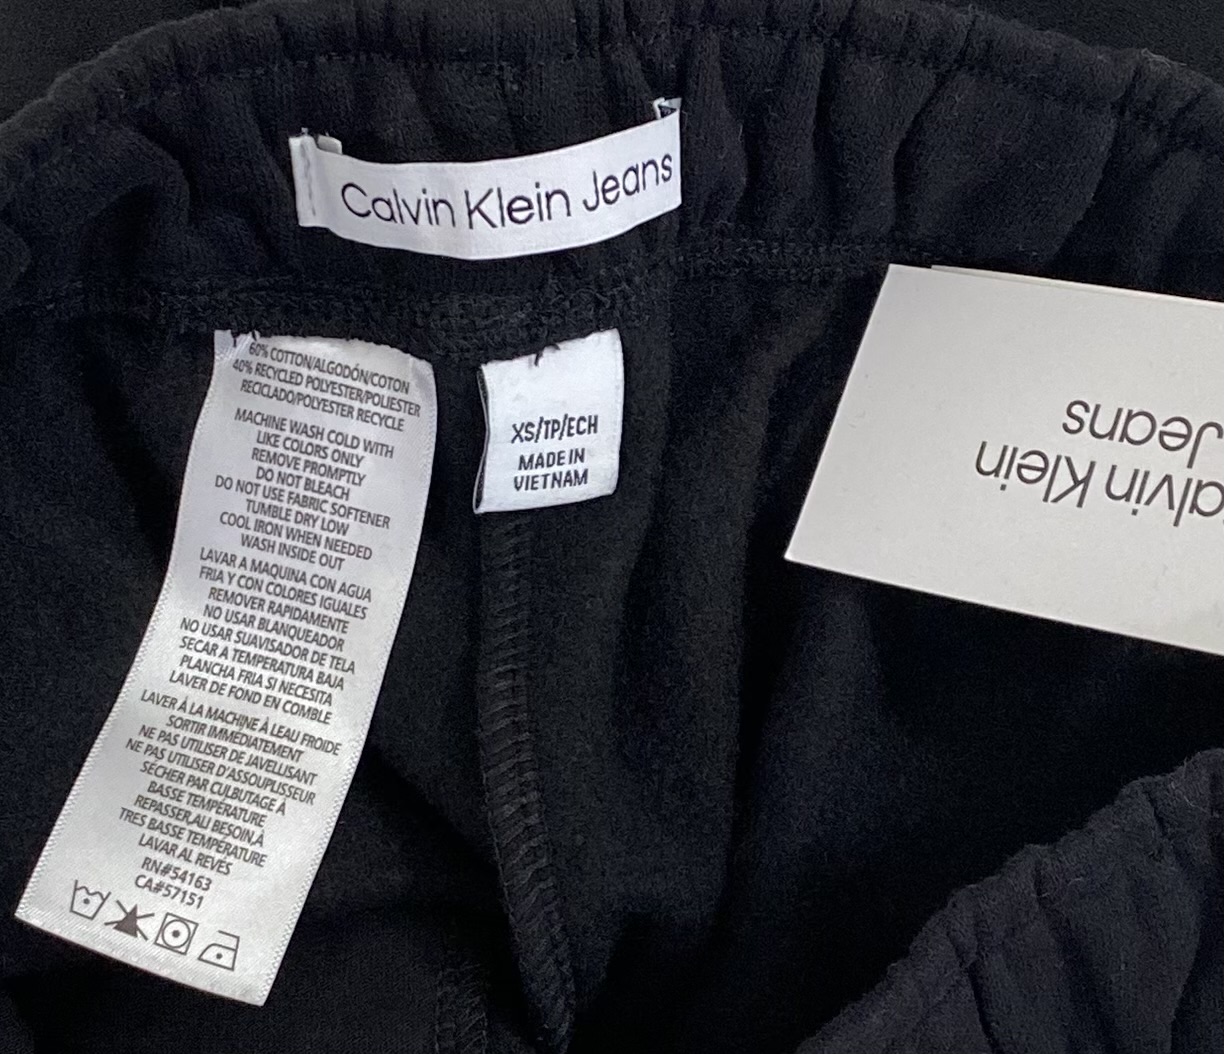 Calvin Klein Jeans
60% COTTON/ALGODÓN/COTON
40% RECYCLED POLYESTER/POLIESTER
RECICLADO/POLYESTER RECYCLE
MACHINE WASH COLD WITH
LIKE COLORS ONLY
REMOVE PROMPTLY
DO NOT BLEACH
DO NOT USE FABRIC SOFTENER
TUMBLE DRY LOW
COOL IRON WHEN NEEDED
WASH INSIDE OUT
LAVAR A MAQUINA CON AGUA
FRIA Y CON COLORES IGUALES
REMOVER RAPIDAMENTE
NO USAR BLANQUEADOR
NO USAR SUAVISADOR DE TELA
SECAR A TEMPERATURA BAJA
PLANCHA FRIA SI NECESITA
LAVER DE FOND EN COMBLE
LAVER À LA MACHINE À LEAU FROIDE
SORTIR IMMEDIATEMENT
NE PAS UTILISER DE JAVELLISANT
NE PAS UTILISER D'ASSOUPLISSEUR
SÉCHER PAR CULBUTAGE À
BASSE TEMPÉRATURE
REPASSER,AU BESOIN,À
TRES BASSE TEMPÉRATURE
LAVAR AL REVÉS
RN#54163
CA#57151
XS/TP/ECH
MADE IN
VIETNAM
alvin Klein
Jeans